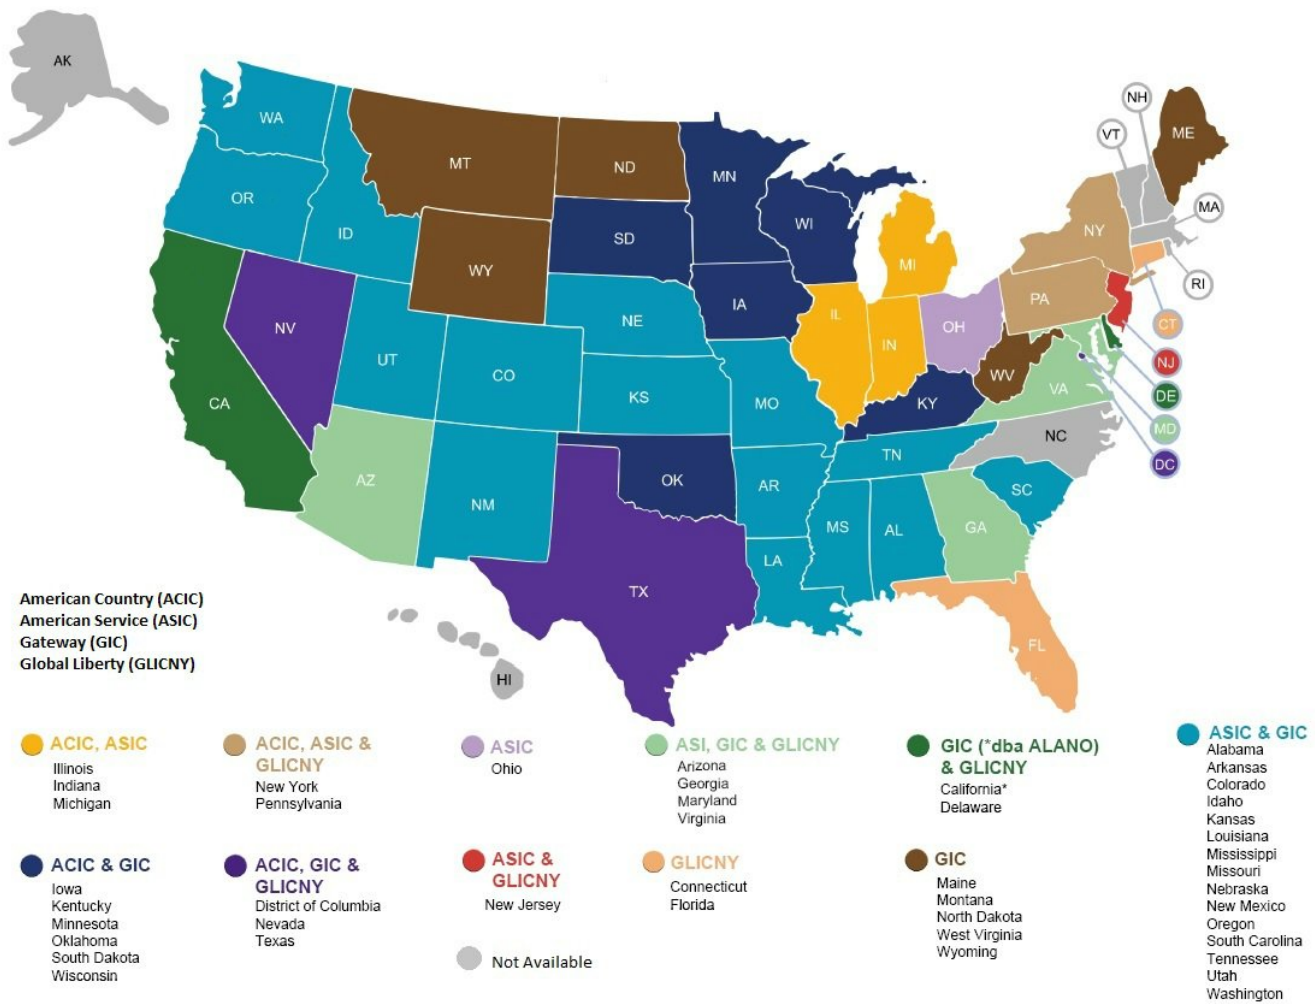 AK
WA
OR
ID
MT
ND
MN
WI
SD
WY
IA
NE
MI
IL
IN
OH
PA
NY
ME
NH
VT
MA
RI
CT
NJ
DE
MD
DC
CA
NV
UT
CO
KS
MO
KY
WV
VA
NC
TN
SC
AZ
NM
OK
AR
TX
LA
MS
AL
GA
FL
HI
American Country (ACIC)
American Service (ASIC)
Gateway (GIC)
Global Liberty (GLICNY)
ACIC, ASIC
Illinois
Indiana
Michigan
ACIC, ASIC &
GLICNY
New York
Pennsylvania
ASIC
Ohio
ASI, GIC & GLICNY
Arizona
Georgia
Maryland
Virginia
GIC (*dba ALANO)
& GLICNY
California*
Delaware
ASIC & GIC
Alabama
Arkansas
Colorado
Idaho
Kansas
Louisiana
Mississippi
Missouri
Nebraska
New Mexico
Oregon
South Carolina
Tennessee
Utah
Washington
ACIC & GIC
Iowa
Kentucky
Minnesota
Oklahoma
South Dakota
Wisconsin
ACIC, GIC &
GLICNY
District of Columbia
Nevada
Texas
ASIC &
GLICNY
New Jersey
Not Available
GLICNY
Connecticut
Florida
GIC
Maine
Montana
North Dakota
West Virginia
Wyoming